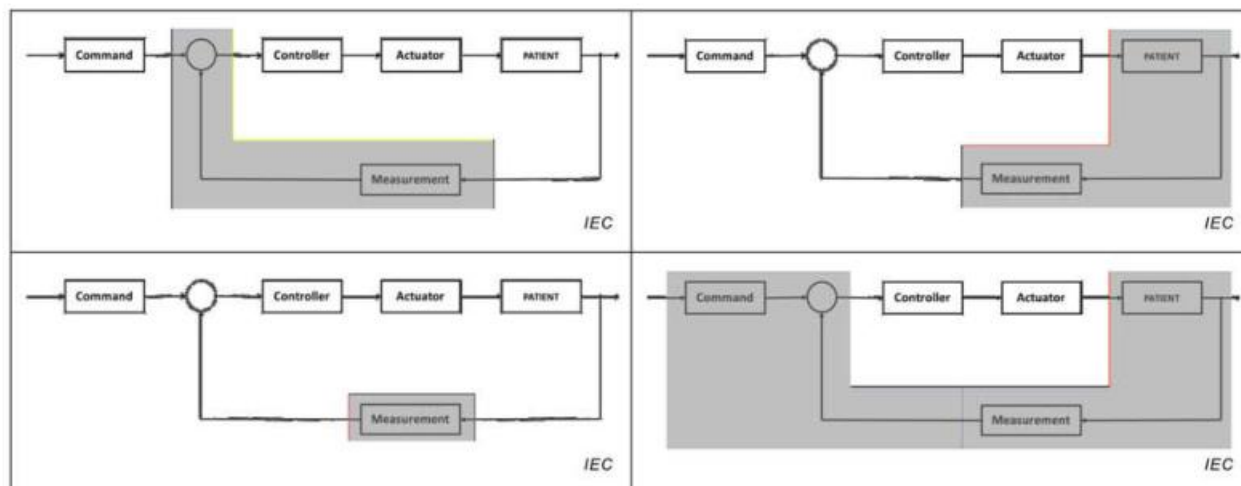 Command Controller Actuator PATIENT
Measurement
IEC
Command Controller Actuator PATIENT
Measurement
IEC
Command Controller Actuator PATIENT
Measurement
IEC
Command Controller Actuator PATIENT
Measurement
IEC